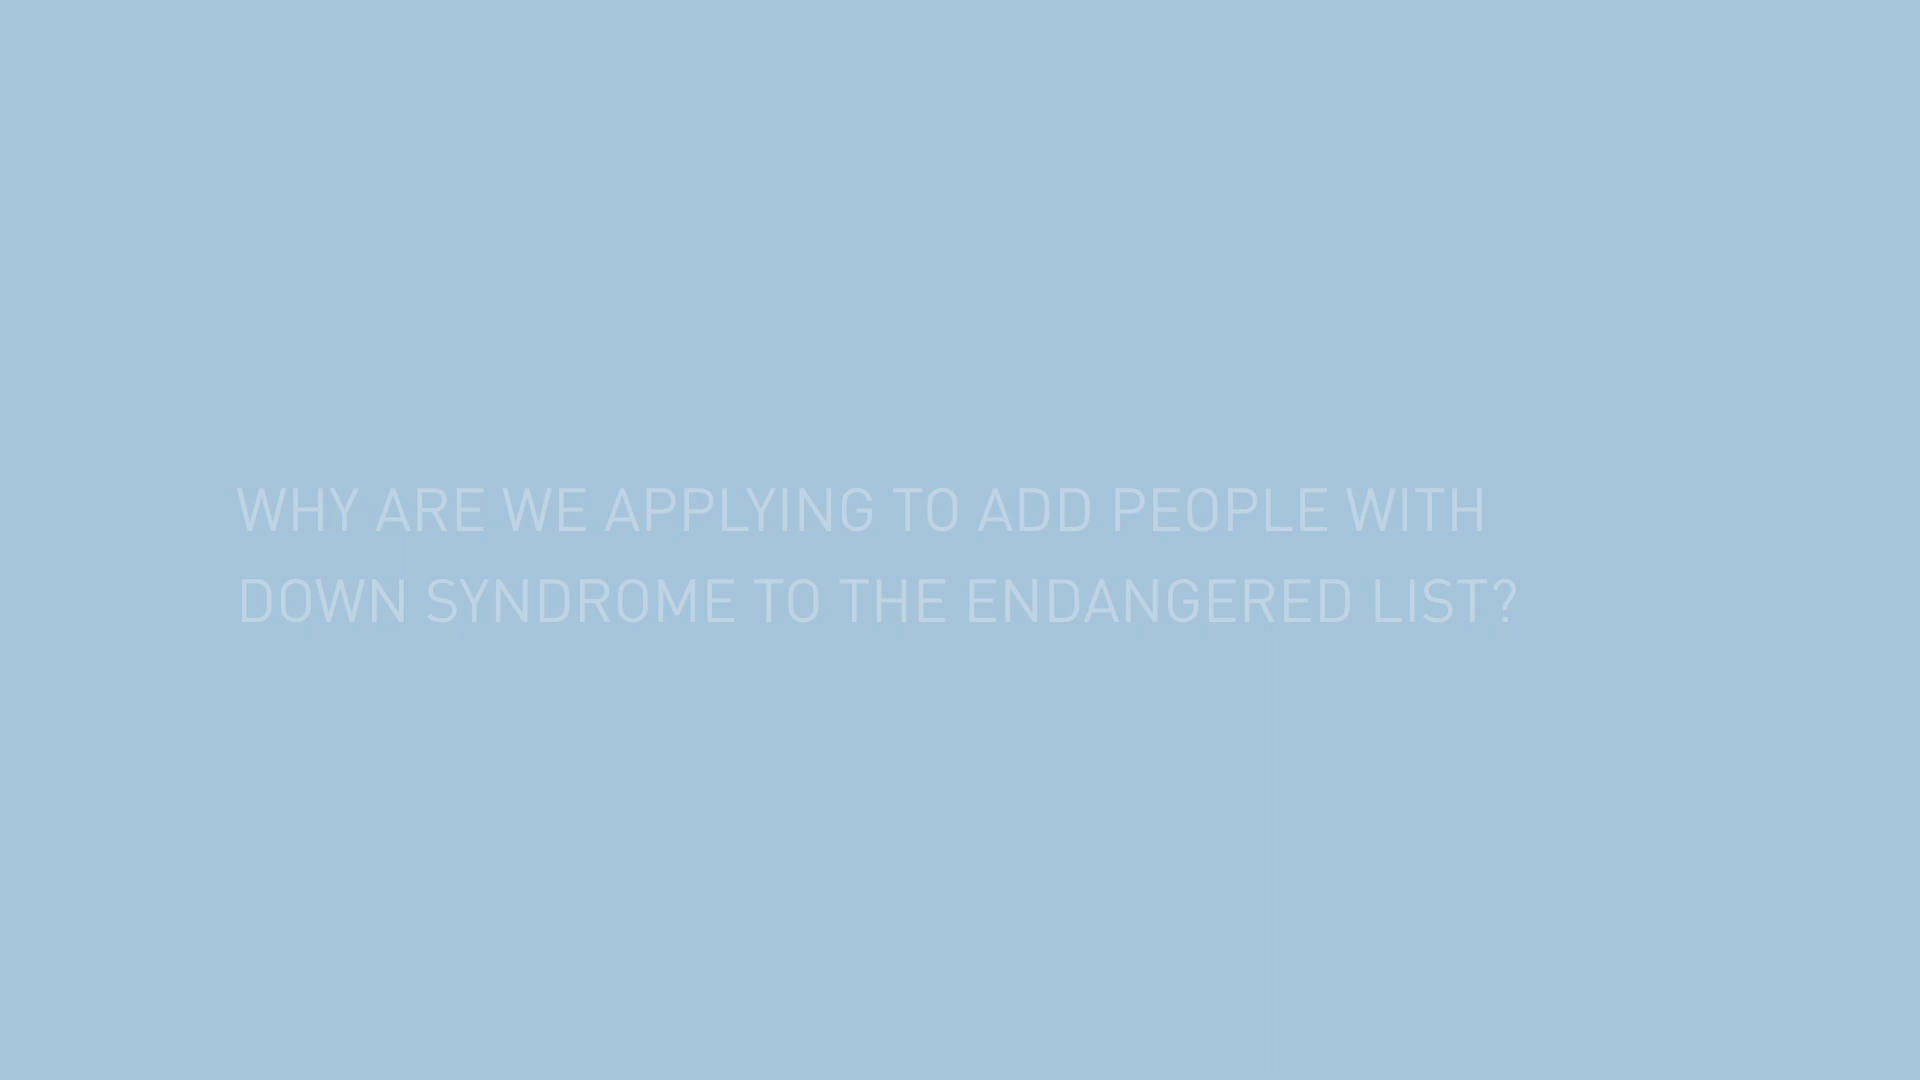 WHY ARE WE APPLYING TO ADD PEOPLE WITH
DOWN SYNDROME TO THE ENDANGERED LIST?